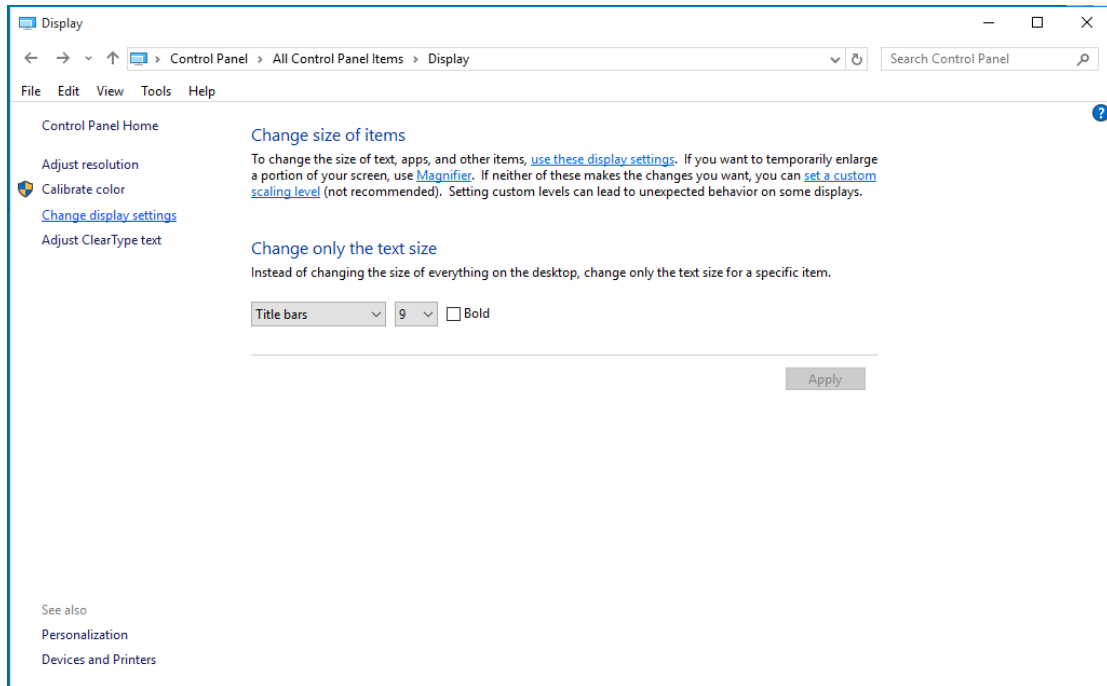 Display
Control Panel > All Control Panel Items > Display
Search Control Panel
File Edit View Tools Help
?
Control Panel Home
Adjust resolution
Calibrate color
Change display settings
Adjust ClearType text
Change size of items
To change the size of text, apps, and other items, use these display settings. If you want to temporarily enlarge
a portion of your screen, use Magnifier. If neither of these makes the changes you want, you can set a custom
scaling level (not recommended). Setting custom levels can lead to unexpected behavior on some displays.
Change only the text size
Instead of changing the size of everything on the desktop, change only the text size for a specific item.
Title bars 9 Bold
Apply
See also
Personalization
Devices and Printers